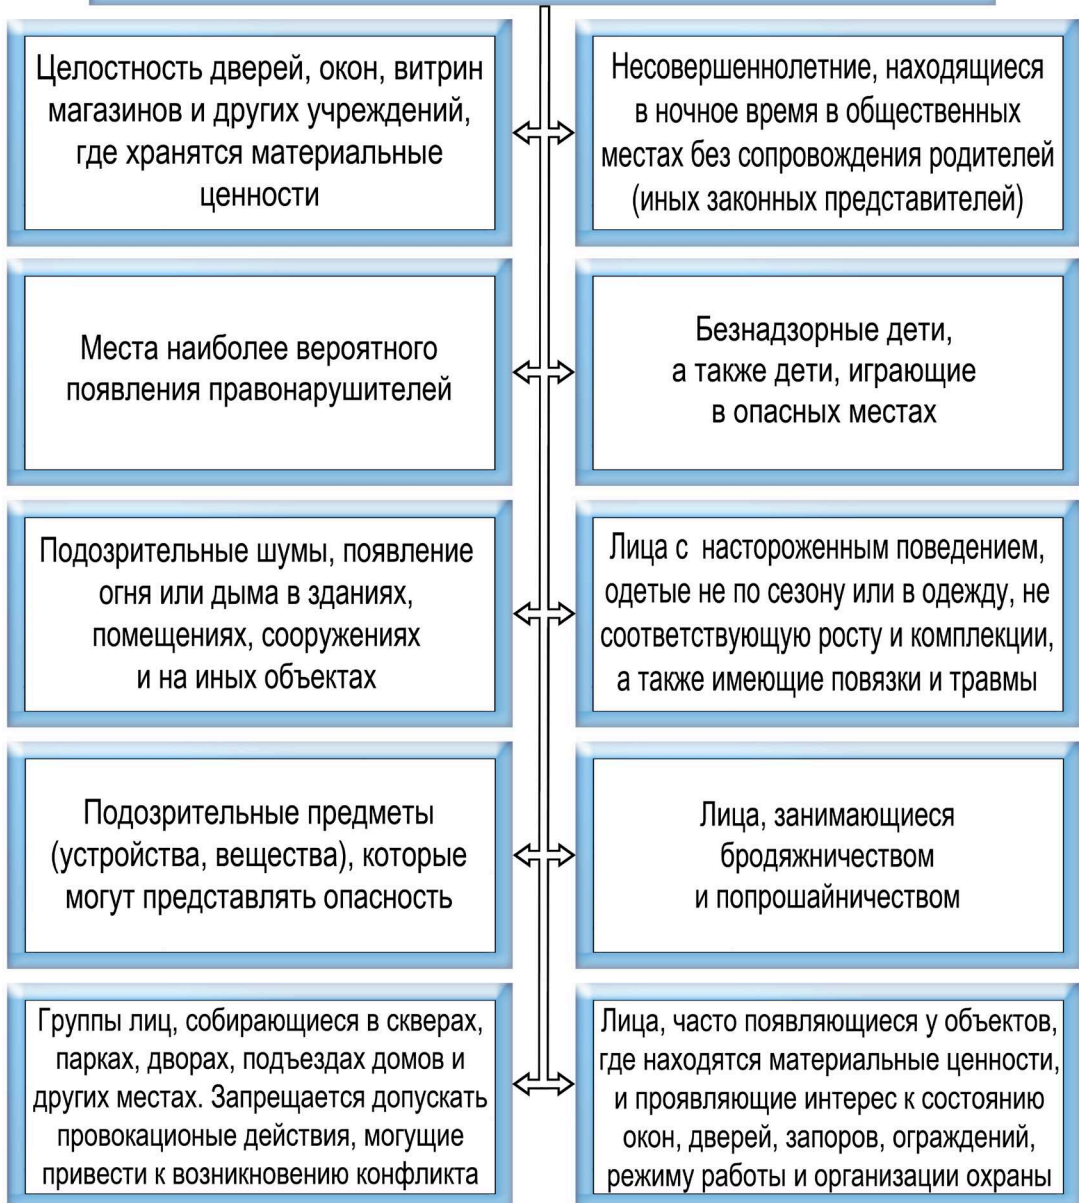 Целостность дверей, окон, витрин
магазинов и других учреждений,
где хранятся материальные
ценности
Несовершеннолетние, находящиеся
в ночное время в общественных
местах без сопровождения родителей
(иных законных представителей)
Места наиболее вероятного
появления правонарушителей
Безнадзорные дети,
а также дети, играющие
в опасных местах
Подозрительные шумы, появление
огня или дыма в зданиях,
помещениях, сооружениях
и на иных объектах
Лица с настороженным поведением,
одетые не по сезону или в одежду, не
соответствующую росту и комплекции,
а также имеющие повязки и травмы
Подозрительные предметы
(устройства, вещества), которые
могут представлять опасность
Лица, занимающиеся
бродяжничеством
и попрошайничеством
Группы лиц, собирающиеся в скверах,
парках, дворах, подъездах домов и
других местах. Запрещается допускать
провокационые действия, могущие
привести к возникновению конфликта
Лица, часто появляющиеся у объектов,
где находятся материальные ценности,
и проявляющие интерес к состоянию
окон, дверей, запоров, ограждений,
режиму работы и организации охраны